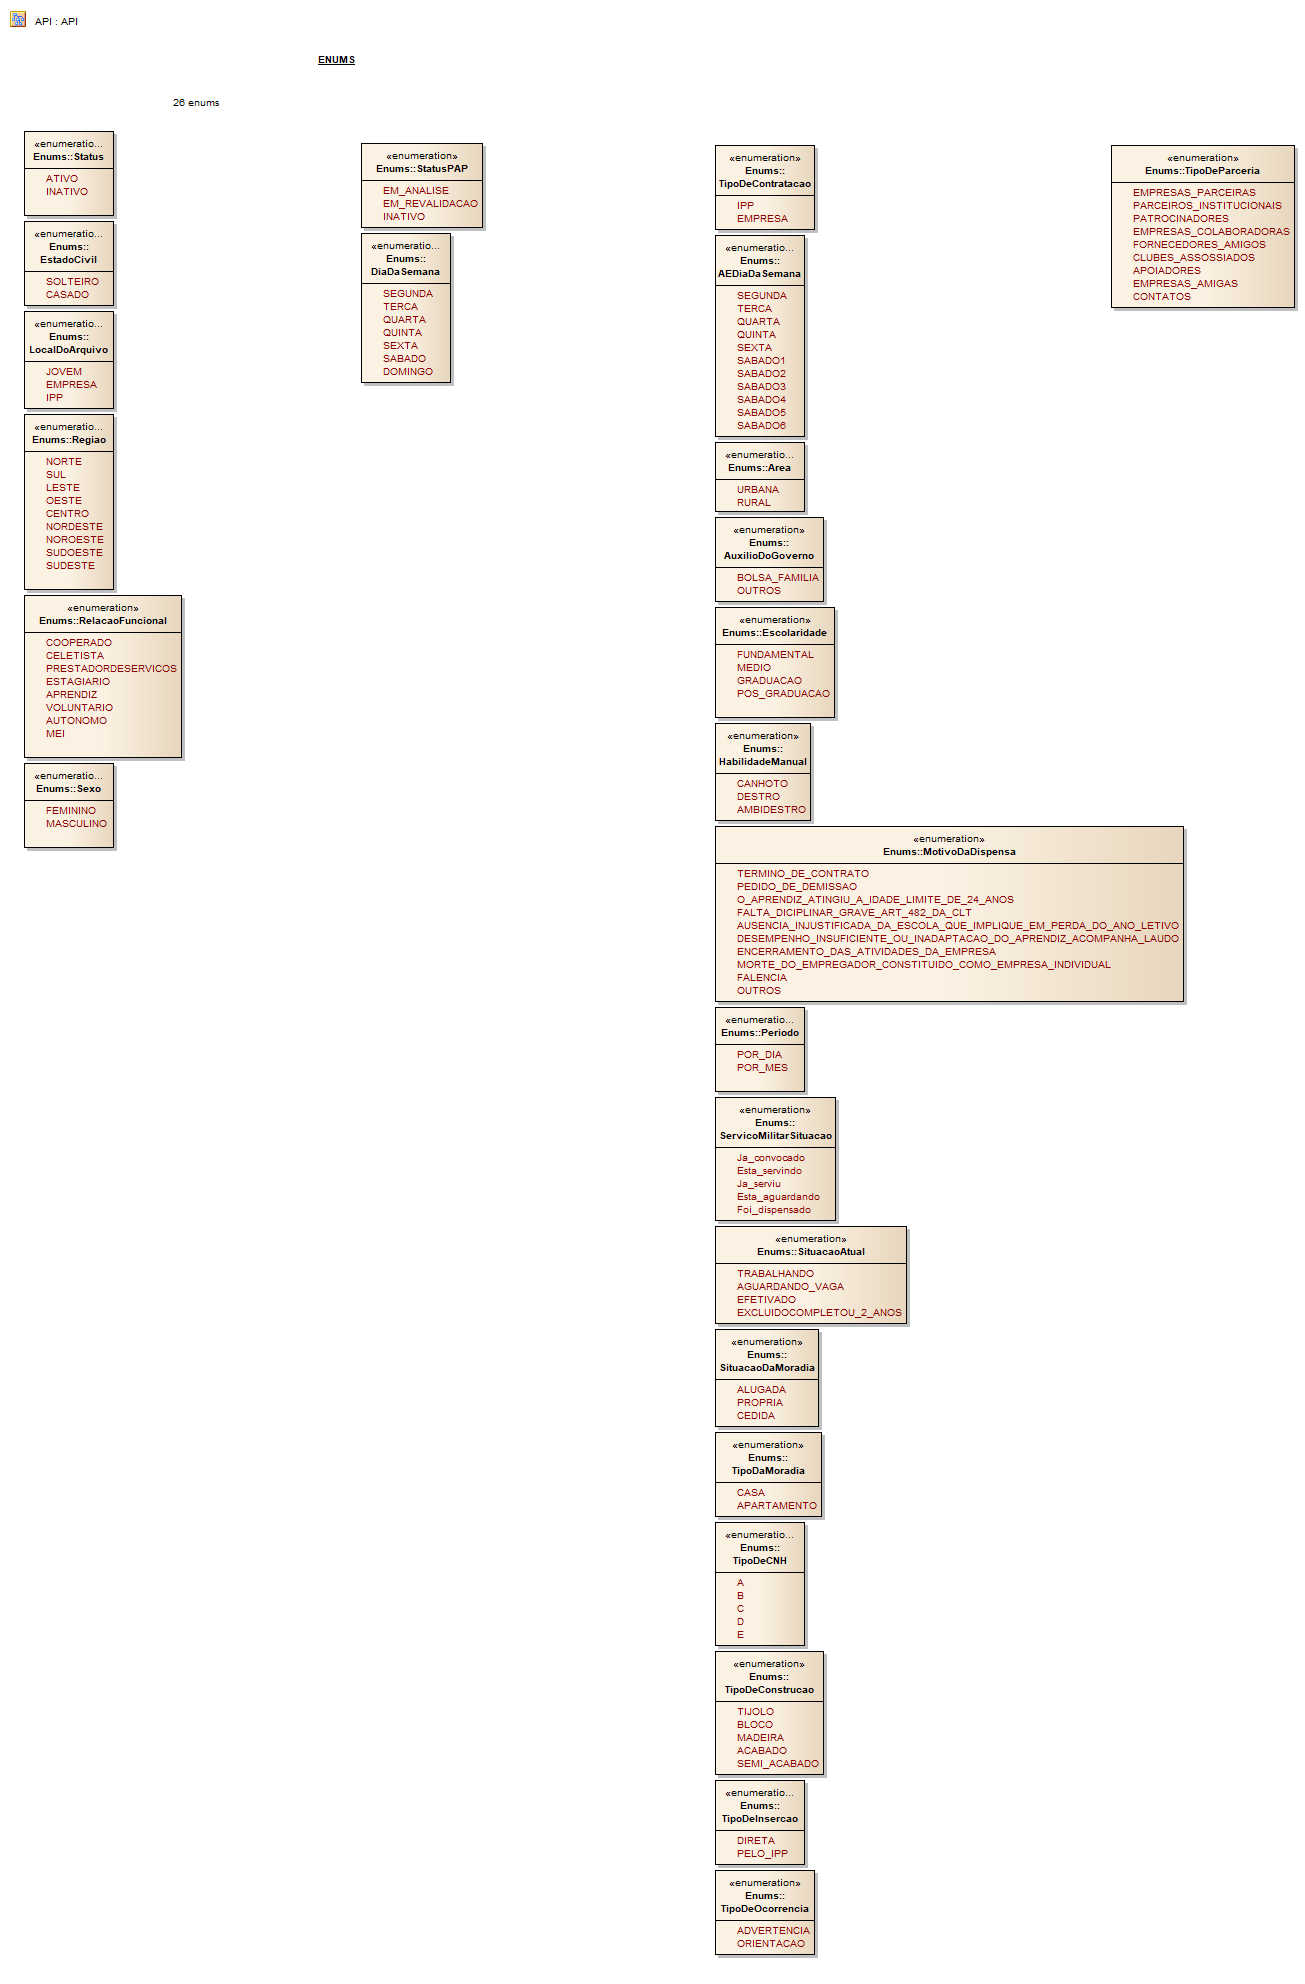 API : API
ENUMS
26 enums
«enumeratio...
Enums::Status
ATIVO
INATIVO
«enumeratio...
Enums::
EstadoCivil
SOLTEIRO
CASADO
«enumeratio...
Enums::
LocalDoArquivo
JOVEM
EMPRESA
IPP
«enumeratio...
Enums::Regiao
NORTE
SUL
LESTE
OESTE
CENTRO
NORDESTE
NOROESTE
SUDOESTE
SUDESTE
«enumeration»
Enums::RelacaoFuncional
COOPERADO
CELETISTA
PRESTADORDESERVICOS
ESTAGIARIO
APRENDIZ
VOLUNTARIO
AUTONOMO
MEI
«enumeratio...
Enums::Sexo
FEMININO
MASCULINO
«enumeration»
Enums::StatusPAP
EM_ANALISE
EM_REVALIDACAO
INATIVO
«enumeratio...
Enums::
DiaDaSemana
SEGUNDA
TERCA
QUARTA
QUINTA
SEXTA
SABADO
DOMINGO
«enumeration»
Enums::
TipoDeContratacao
IPP
EMPRESA
«enumeratio...
Enums::
AEDiaDaSemana
SEGUNDA
TERCA
QUARTA
QUINTA
SEXTA
SABADO1
SABADO2
SABADO3
SABADO4
SABADO5
SABADO6
«enumeratio...
Enums::Area
URBANA
RURAL
«enumeration»
Enums::
AuxilioDoGoverno
BOLSA_FAMILIA
OUTROS
«enumeration»
Enums::Escolaridade
FUNDAMENTAL
MEDIO
GRADUACAO
POS_GRADUACAO
«enumeration»
Enums::
HabilidadeManual
CANHOTO
DESTRO
AMBIDESTRO
«enumeration»
Enums::MotivoDaDispensa
TERMINO_DE_CONTRATO
PEDIDO_DE_DEMISSAO
O_APRENDIZ_ATINGIU_A_IDADE_LIMITE_DE_24_ANOS
FALTA_DICIPLINAR_GRAVE_ART_482_DA_CLT
AUSENCIA_INJUSTIFICADA_DA_ESCOLA_QUE_IMPLIQUE_EM_PERDA_DO_ANO_LETIVO
DESEMPENHO_INSUFICIENTE_OU_INADAPTACAO_DO_APRENDIZ_ACOMPANHA_LAUDO
ENCERRAMENTO_DAS_ATIVIDADES_DA_EMPRESA
MORTE_DO_EMPREGADOR_CONSTITUIDO_COMO_EMPRESA_INDIVIDUAL
FALENCIA
OUTROS
«enumeratio...
Enums::Periodo
POR_DIA
POR_MES
«enumeration»
Enums::
ServicoMilitarSituacao
Ja_convocado
Esta_servindo
Ja_serviu
Esta_aguardando
Foi_dispensado
«enumeration»
Enums::SituacaoAtual
TRABALHANDO
AGUARDANDO_VAGA
EFETIVADO
EXCLUIDOCOMPLETOU_2_ANOS
«enumeration»
Enums::
SituacaoDaMoradia
ALUGADA
PROPRIA
CEDIDA
«enumeration»
Enums::
TipoDaMoradia
CASA
APARTAMENTO
«enumeratio...
Enums::
TipoDeCNH
A
B
C
D
E
«enumeration»
Enums::
TipoDeConstrucao
TIJOLO
BLOCO
MADEIRA
ACABADO
SEMI_ACABADO
«enumeratio...
Enums::
TipoDeInsercao
DIRETA
PELO_IPP
«enumeration»
Enums::
TipoDeOcorrencia
ADVERTENCIA
ORIENTACAO
«enumeration»
Enums::TipoDeParceria
EMPRESAS_PARCEIRAS
PARCEIROS_INSTITUCIONAIS
PATROCINADORES
EMPRESAS_COLABORADORAS
FORNECEDORES_AMIGOS
CLUBES_ASSOSSIADOS
APOIADORES
EMPRESAS_AMIGAS
CONTATOS